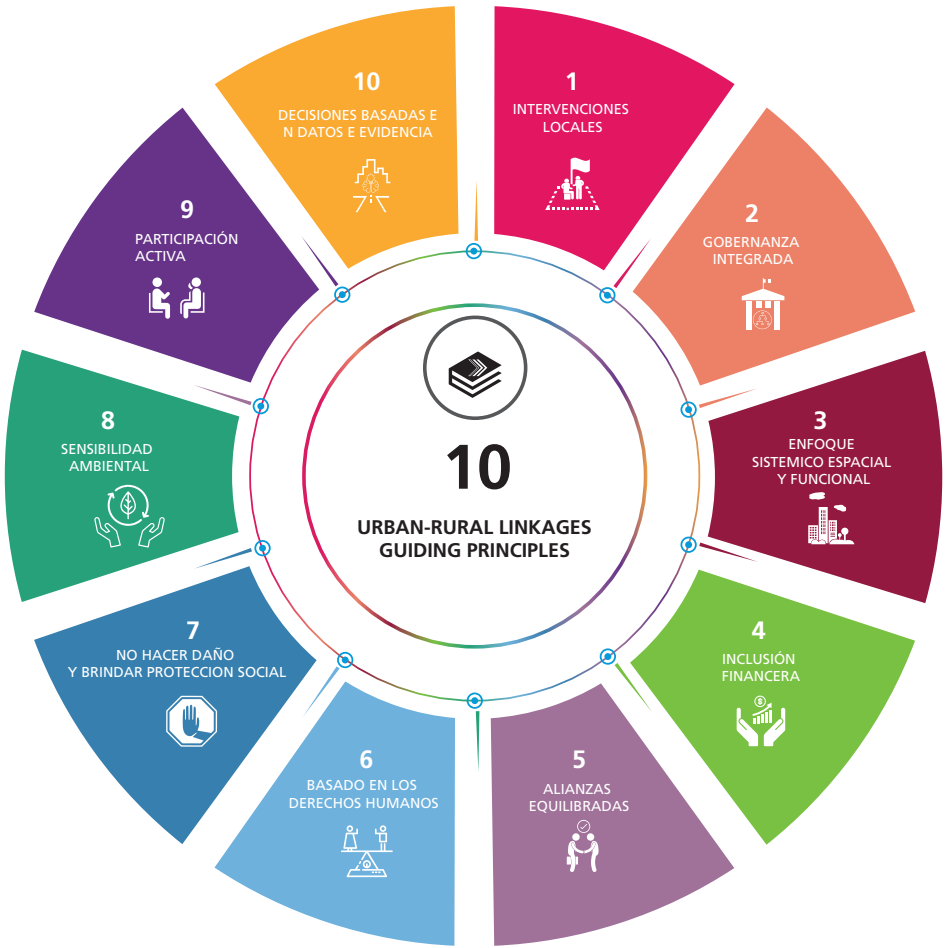 10
URBAN-RURAL LINKAGES
GUIDING PRINCIPLES
1
INTERVENCIONES
LOCALES
2
GOBERNANZA
INTEGRADA
3
ENFOQUE
SISTEMICO ESPACIAL
Y FUNCIONAL
4
INCLUSIÓN
FINANCERA
$
5
ALIANZAS
EQUILIBRADAS
6
BASADO EN LOS
DERECHOS HUMANOS
7
NO HACER DAÑO
Y BRINDAR PROTECCION SOCIAL
8
SENSIBILIDAD
AMBIENTAL
9
PARTICIPACIÓN
ACTIVA
10
DECISIONES BASADAS E
N DATOS E EVIDENCIA